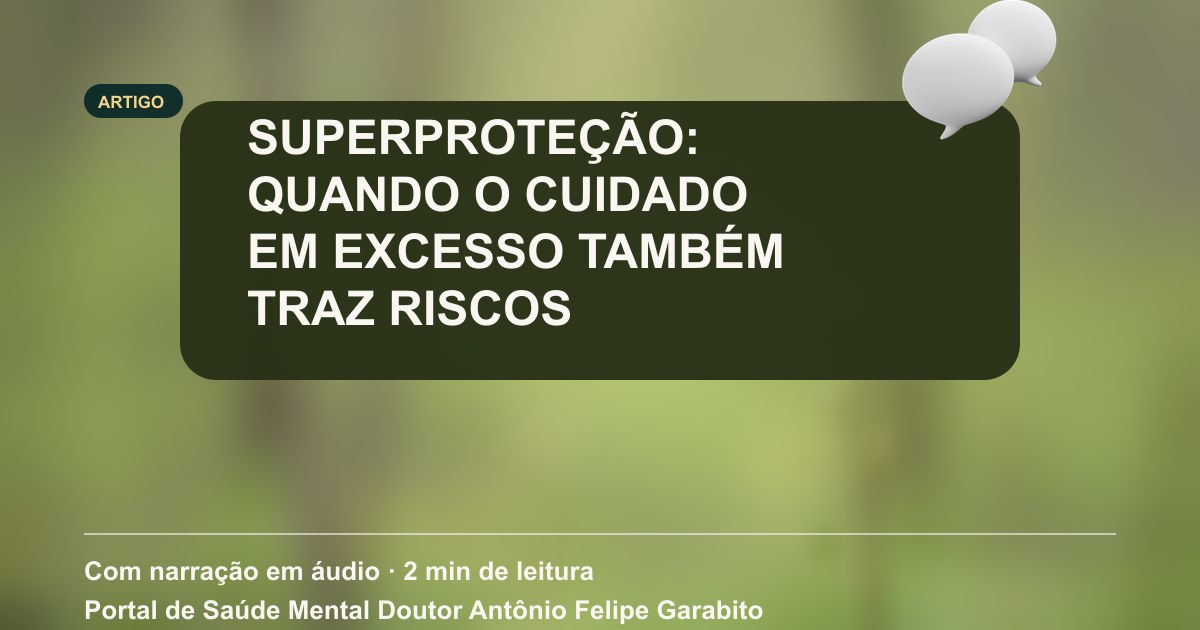 ARTIGO
SUPERPROTEÇÃO:
QUANDO O CUIDADO
EM EXCESSO TAMBÉM
TRAZ RISCOS
Com narração em áudio · 2 min de leitura
Portal de Saúde Mental Doutor Antônio Felipe Garabito